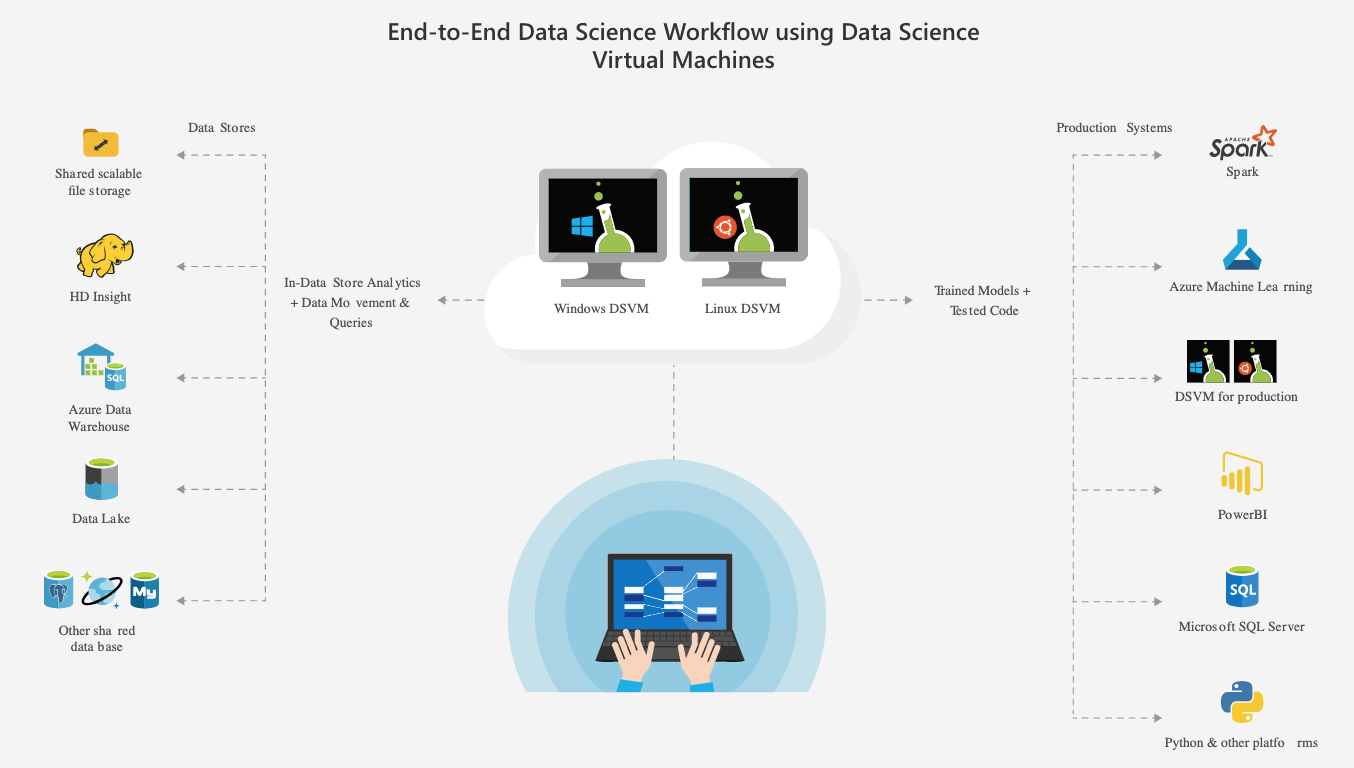 End-to-End Data Science Workflow using Data Science
Virtual Machines
Data Stores
Shared scalable
file storage
HD Insight
Azure Data
Warehouse
SQL
Data Lake
My
Other sha red
data base
In-Data Store Analytics
+ Data Mo vement &
Queries
Windows DSVM
Linux DSVM
Trained Models +
Tested Code
Production Systems
APACHE
Spark
Spark
Azure Machine Lea rning
DSVM for production
PowerBI
SQL
Microsoft SQL Server
Python & other platfo rms